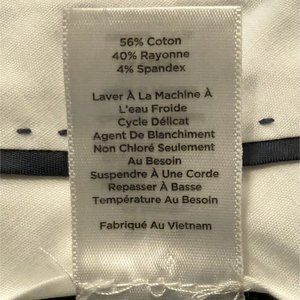 56% Coton
40% Rayonne
4% Spandex
Laver À La Machine À
L'eau Froide
Cycle Délicat
Agent De Blanchiment
Non Chloré Seulement
Au Besoin
Suspendre À Une Corde
Repasser À Basse
Température Au Besoin
Fabriqué Au Vietnam